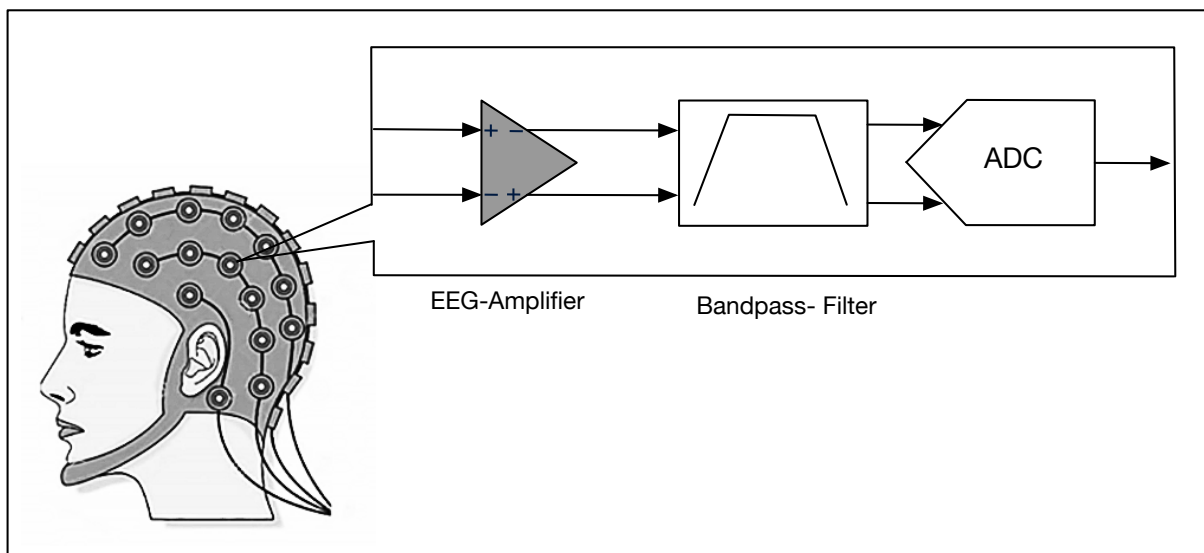 + −
− +
ADC
EEG-Amplifier
Bandpass- Filter